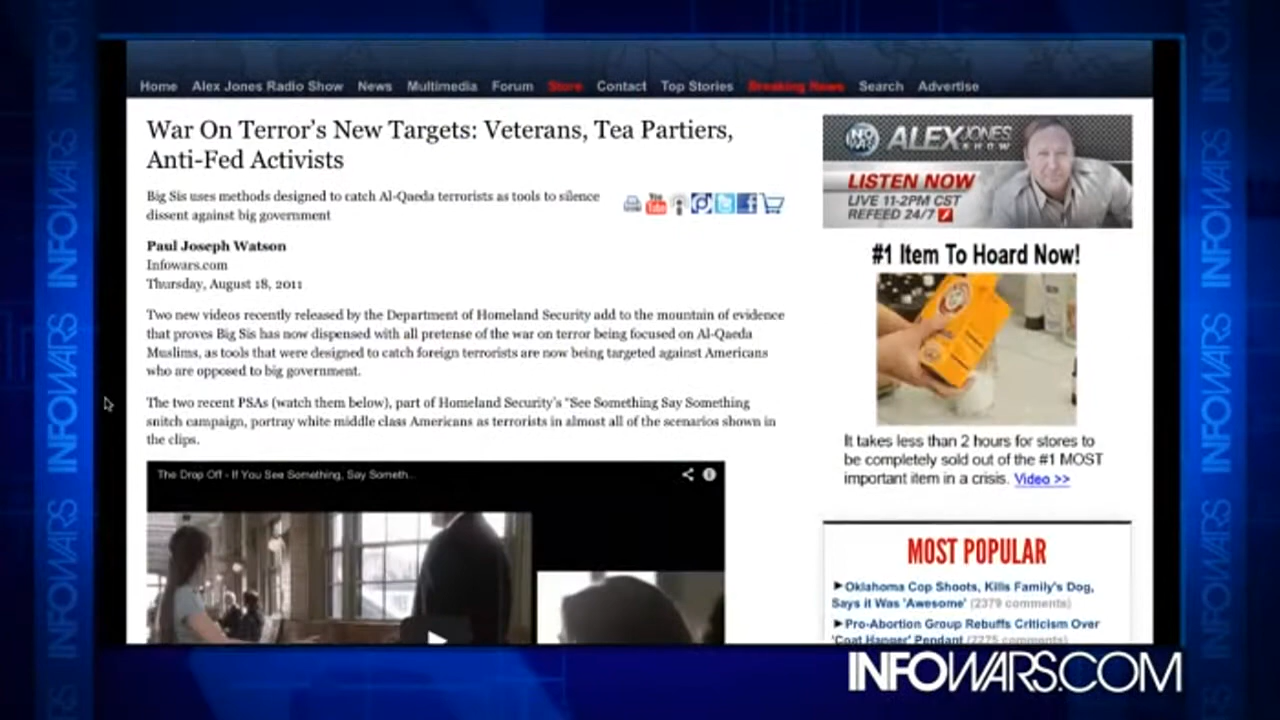 Home Alex Jones Radio Show News Multimedia Forum Store Contact Top Stories Breaking News Search Advertise
War On Terror's New Targets: Veterans, Tea Partiers,
Anti-Fed Activists
Big Sis uses methods designed to catch Al-Qaeda terrorists as tools to silence
dissent against big government
You
Tube
Paul Joseph Watson
Infowars.com
Thursday, August 18, 2011
Two new videos recently released by the Department of Homeland Security add to the mountain of evidence
that proves Big Sis has now dispensed with all pretense of the war on terror being focused on Al-Qaeda
Muslims, as tools that were designed to catch foreign terrorists are now being targeted against Americans
who are opposed to big government.
The two recent PSAs (watch them below), part of Homeland Security's "See Something Say Something
snitch campaign, portray white middle class Americans as terrorists in almost all of the scenarios shown in
the clips.
The Drop Off - If You See Something, Say Someth...
ALEX JONES
SHOW
LISTEN NOW
LIVE 11-2PM CST
REFEED 24/7
#1 Item To Hoard Now!
It takes less than 2 hours for stores to
be completely sold out of the #1 MOST
important item in a crisis. Video >>
MOST POPULAR
Oklahoma Cop Shoots, Kills Family's Dog,
Says it Was 'Awesome' (2379 comments)
Pro-Abortion Group Rebuffs Criticism Over
'Coat Hanger' Pendant (2275 comments)
INFOWARS.COM
INFOWARS
INFOWARS
INFOWARS
INFOWARS
INFOWARS
INFOWARS